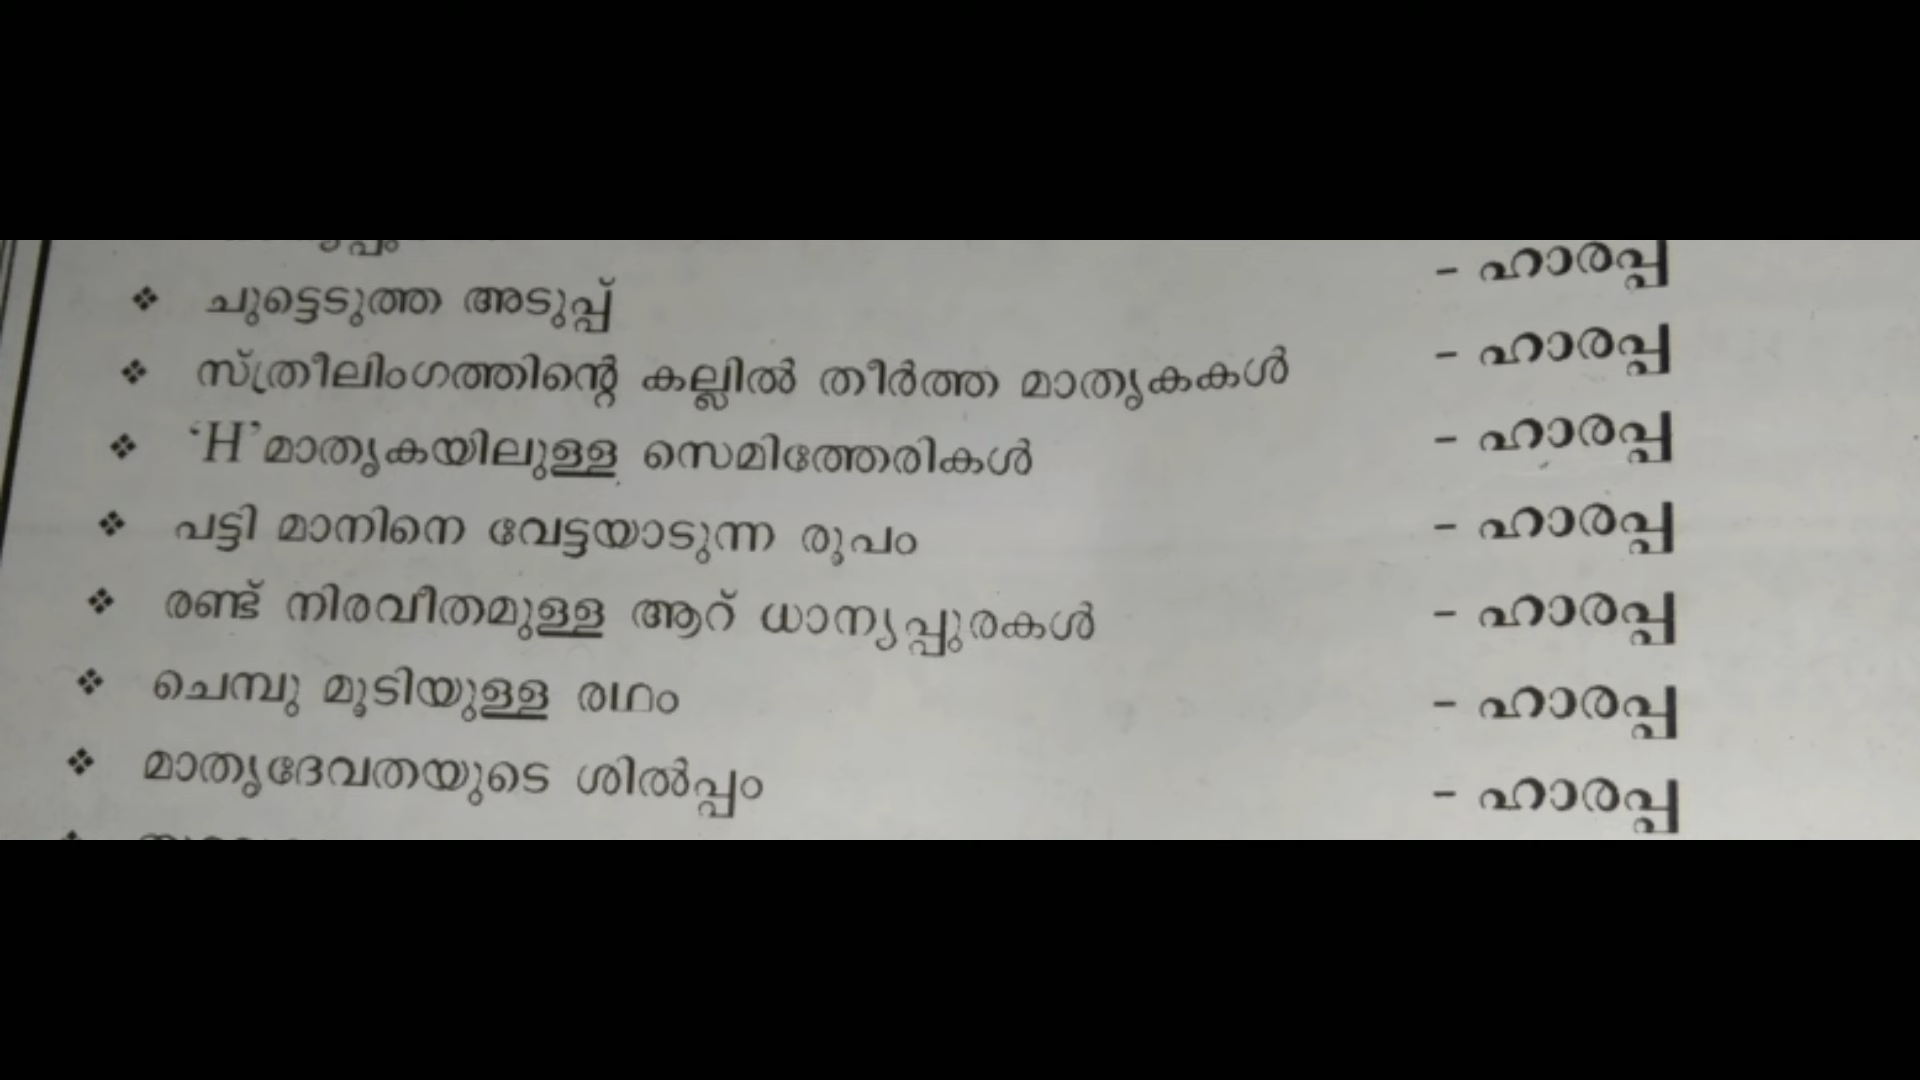 ❖ ചുട്ടെടുത്ത അടുപ്പ് - ഹാരപ്പ
❖ സ്ത്രീലിംഗത്തിന്റെ കല്ലിൽ തീർത്ത മാതൃകകൾ - ഹാരപ്പ
❖ ‘H’മാതൃകയിലുള്ള സെമിത്തേരികൾ - ഹാരപ്പ
❖ പട്ടി മാനിനെ വേട്ടയാടുന്ന രൂപം - ഹാരപ്പ
❖ രണ്ട് നിരവീതമുള്ള ആറ് ധാന്യപ്പുരകൾ - ഹാരപ്പ
❖ ചെമ്പു മൂടിയുള്ള രഥം - ഹാരപ്പ
❖ മാതൃദേവതയുടെ ശിൽപ്പം - ഹാരപ്പ